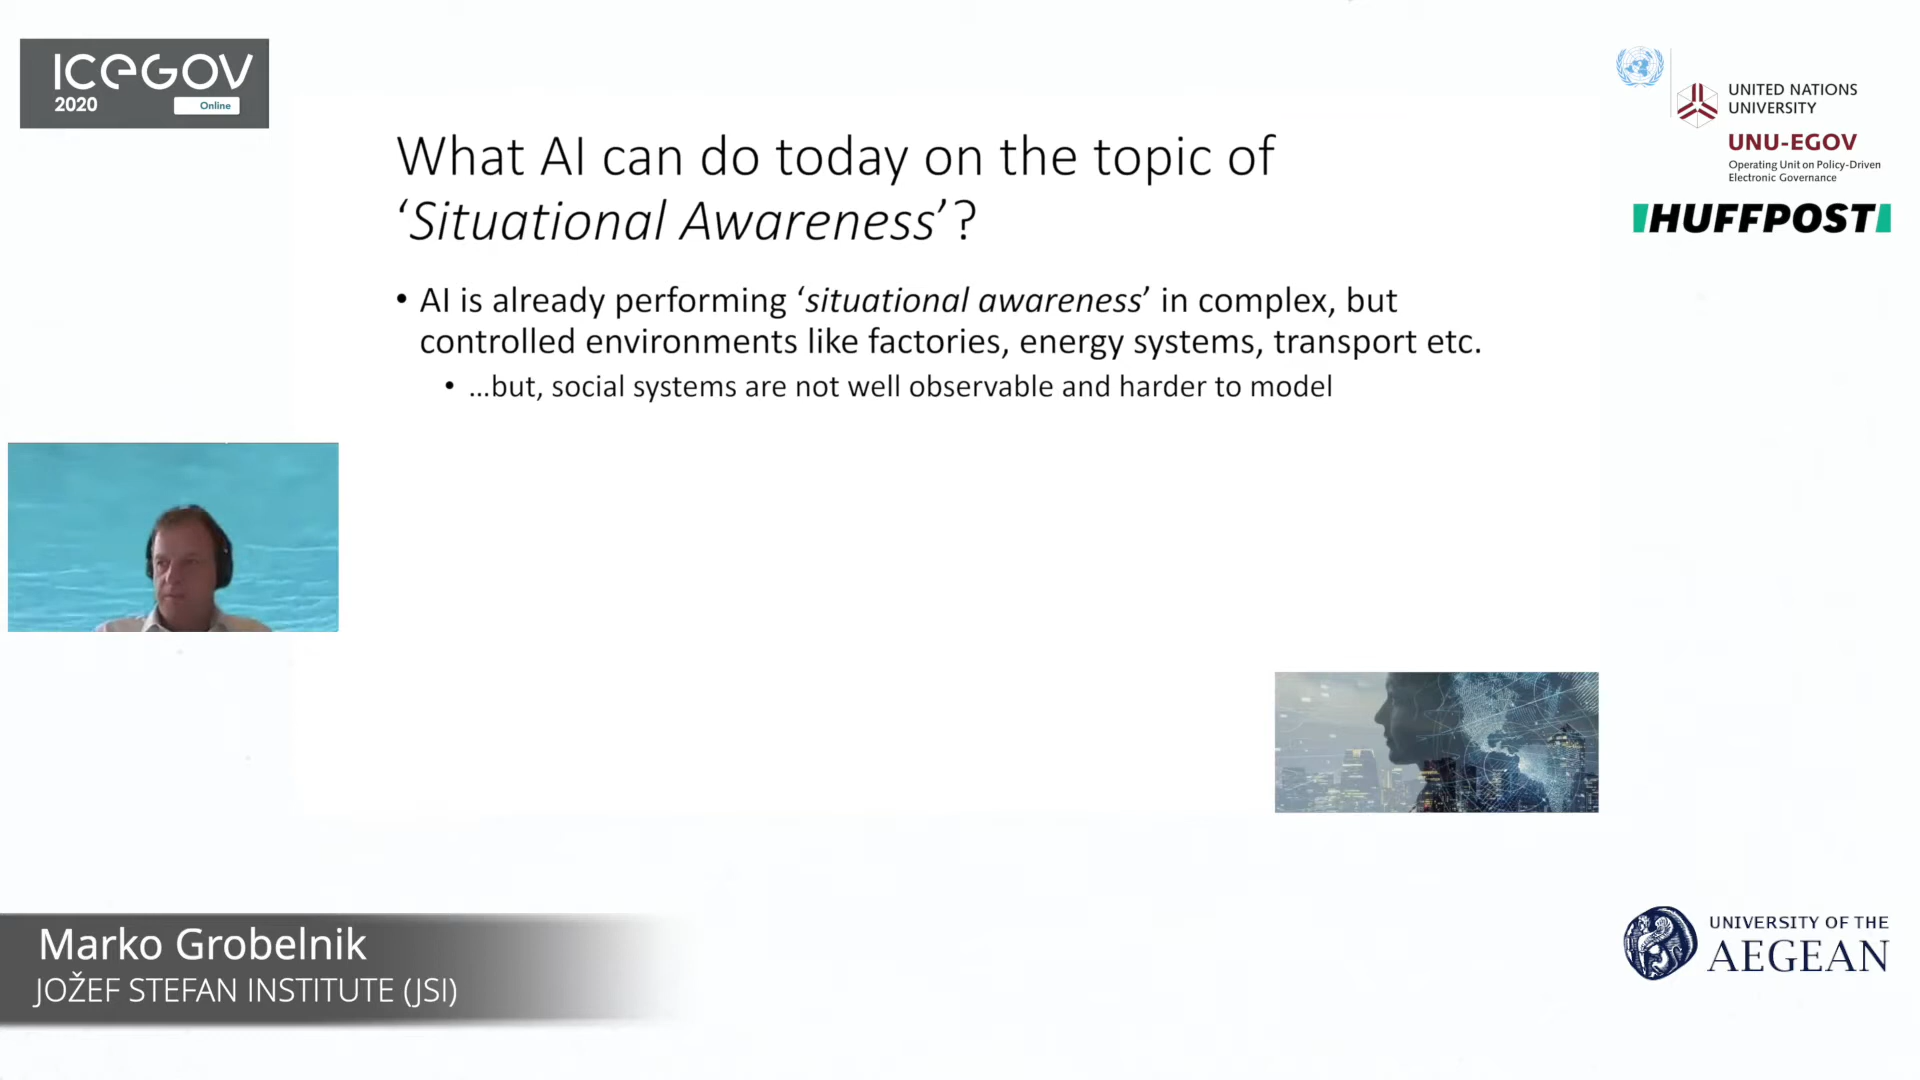 ICEGOV
2020
Online
UNITED NATIONS
UNIVERSITY
UNU-EGOV
Operating Unit on Policy-Driven
Electronic Governance
HUFFPOST
What AI can do today on the topic of
‘Situational Awareness’?
• AI is already performing ‘situational awareness’ in complex, but
controlled environments like factories, energy systems, transport etc.
• ...but, social systems are not well observable and harder to model
Marko Grobelnik
JOŽEF STEFAN INSTITUTE (JSI)
UNIVERSITY OF THE
AEGEAN